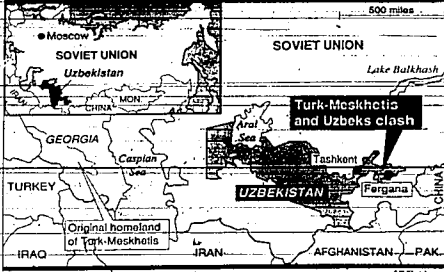 500 miles
Moscow
SOVIET UNION
Uzbekistan
IRAN
CHINA
MON.
SOVIET UNION
Lake Balkhash
Turk-Meskhetis
and Uzbeks clash
Aral
Sea
GEORGIA
Caspian
Sea
Tashkent
TURKEY
UZBEKISTAN
Fergana
CHINA
Original homeland
of Turk-Meskhetis
IRAQ
IRAN
AFGHANISTAN
PAK.